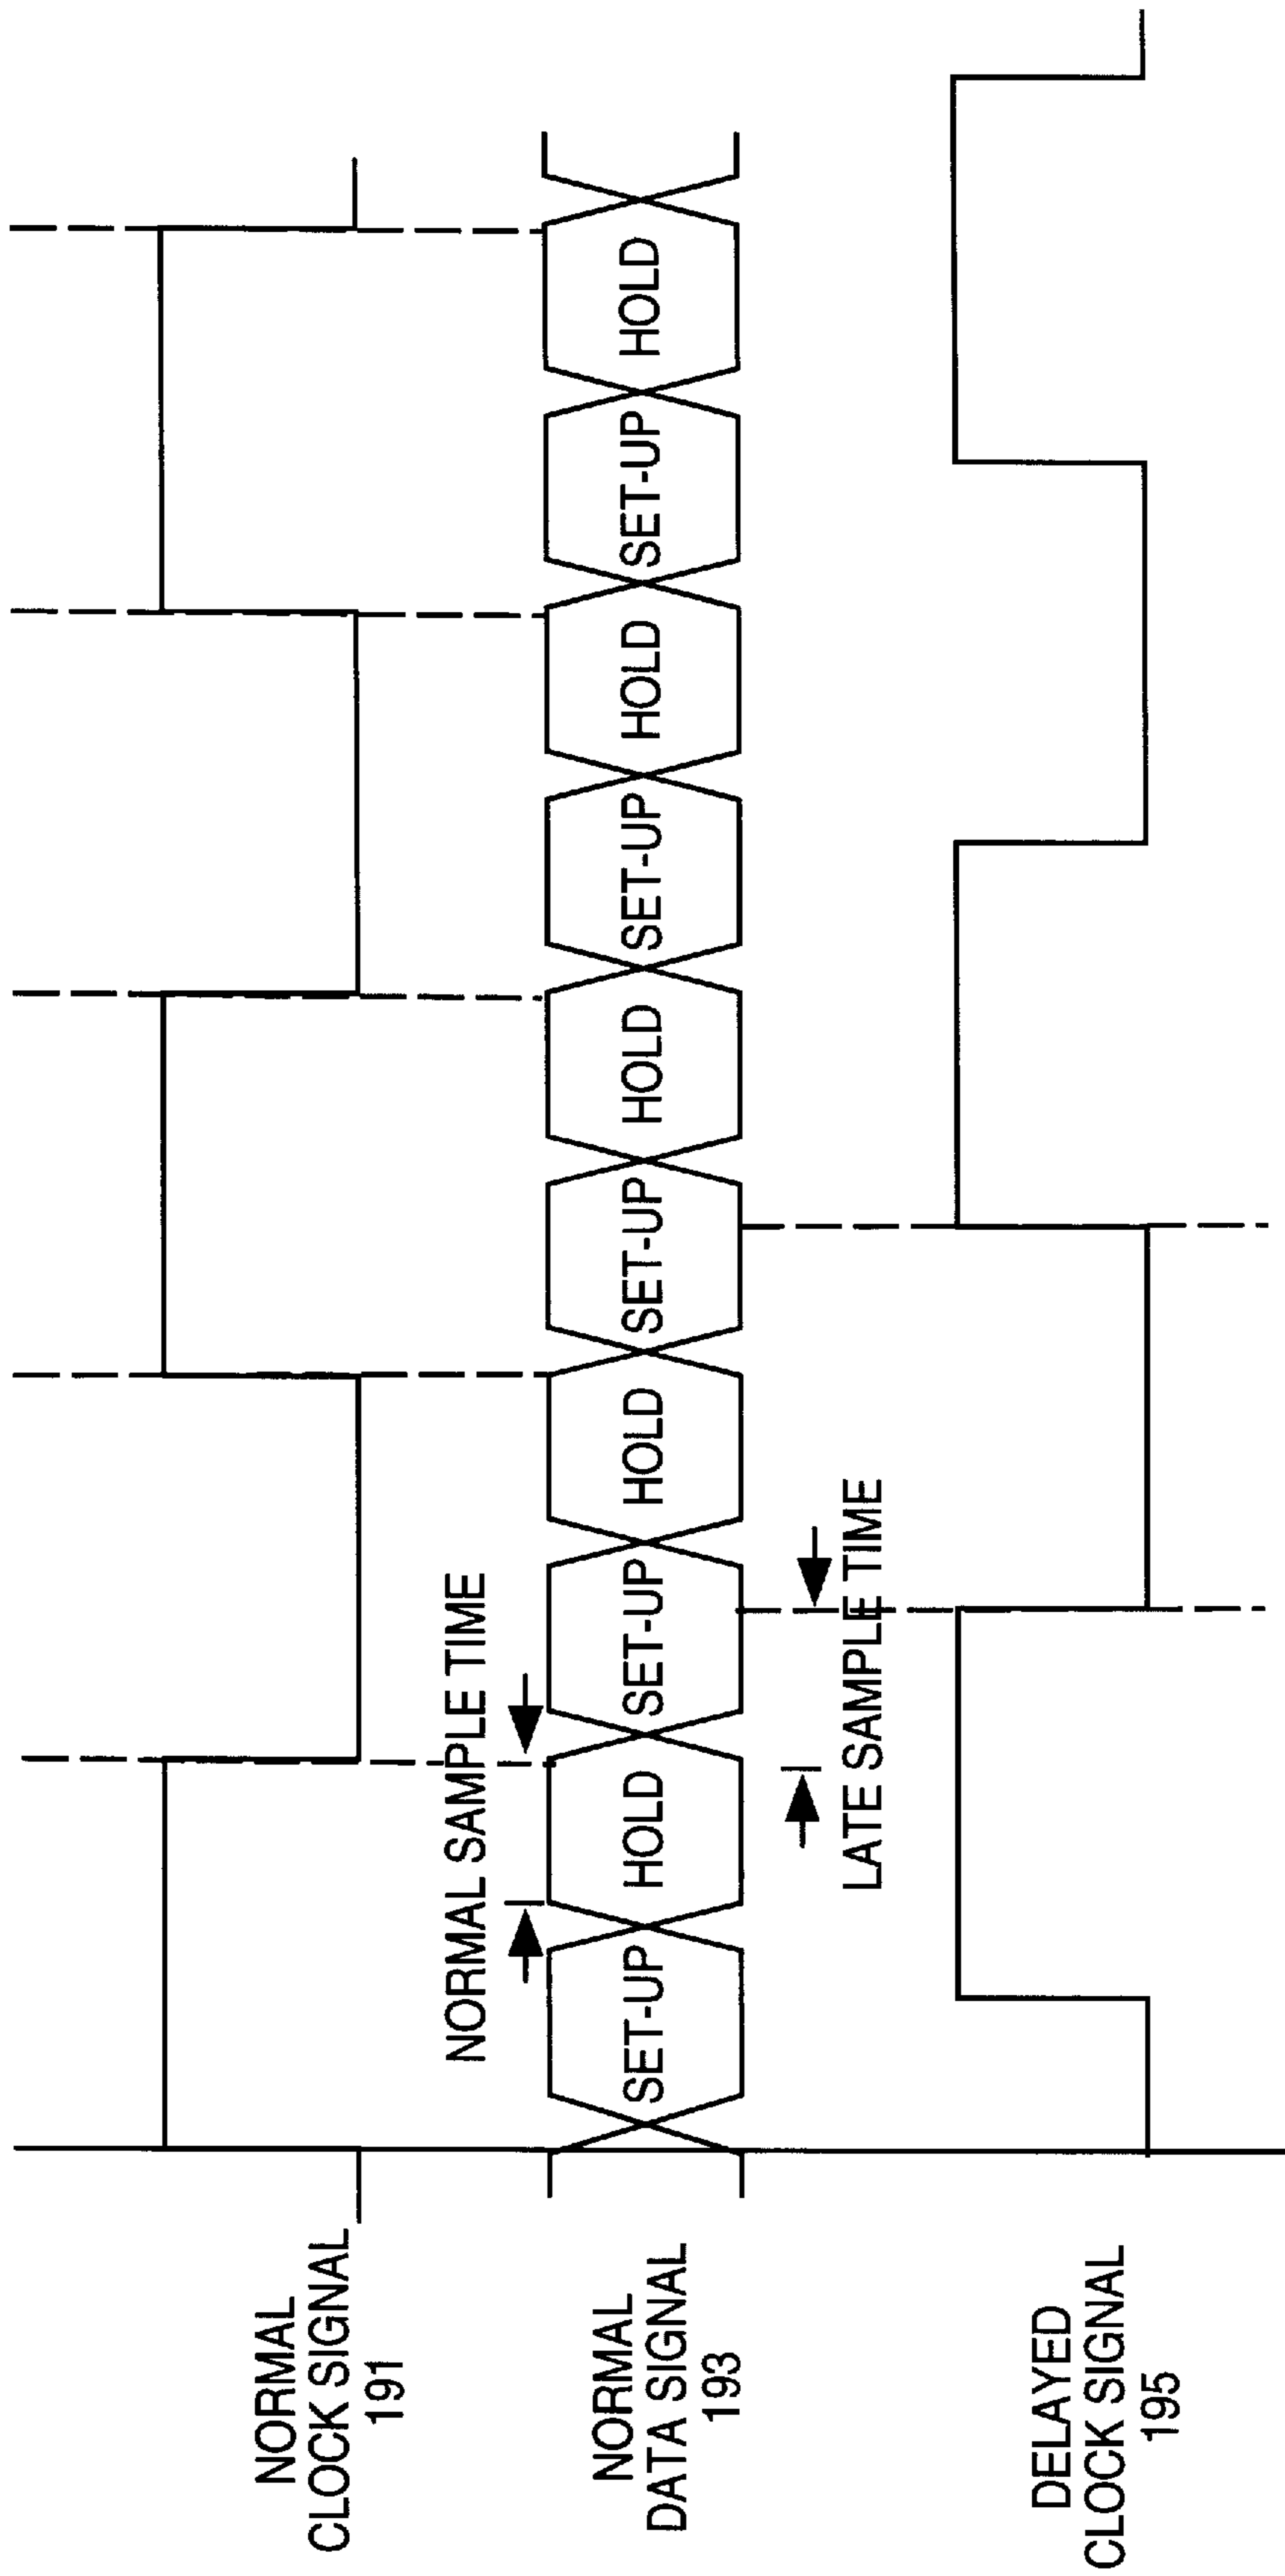 NORMAL
CLOCK SIGNAL
191
NORMAL SAMPLE TIME
NORMAL
DATA SIGNAL
193
SET-UP
HOLD
SET-UP
HOLD
SET-UP
HOLD
SET-UP
HOLD
SET-UP
HOLD
LATE SAMPLE TIME
DELAYED
CLOCK SIGNAL
195